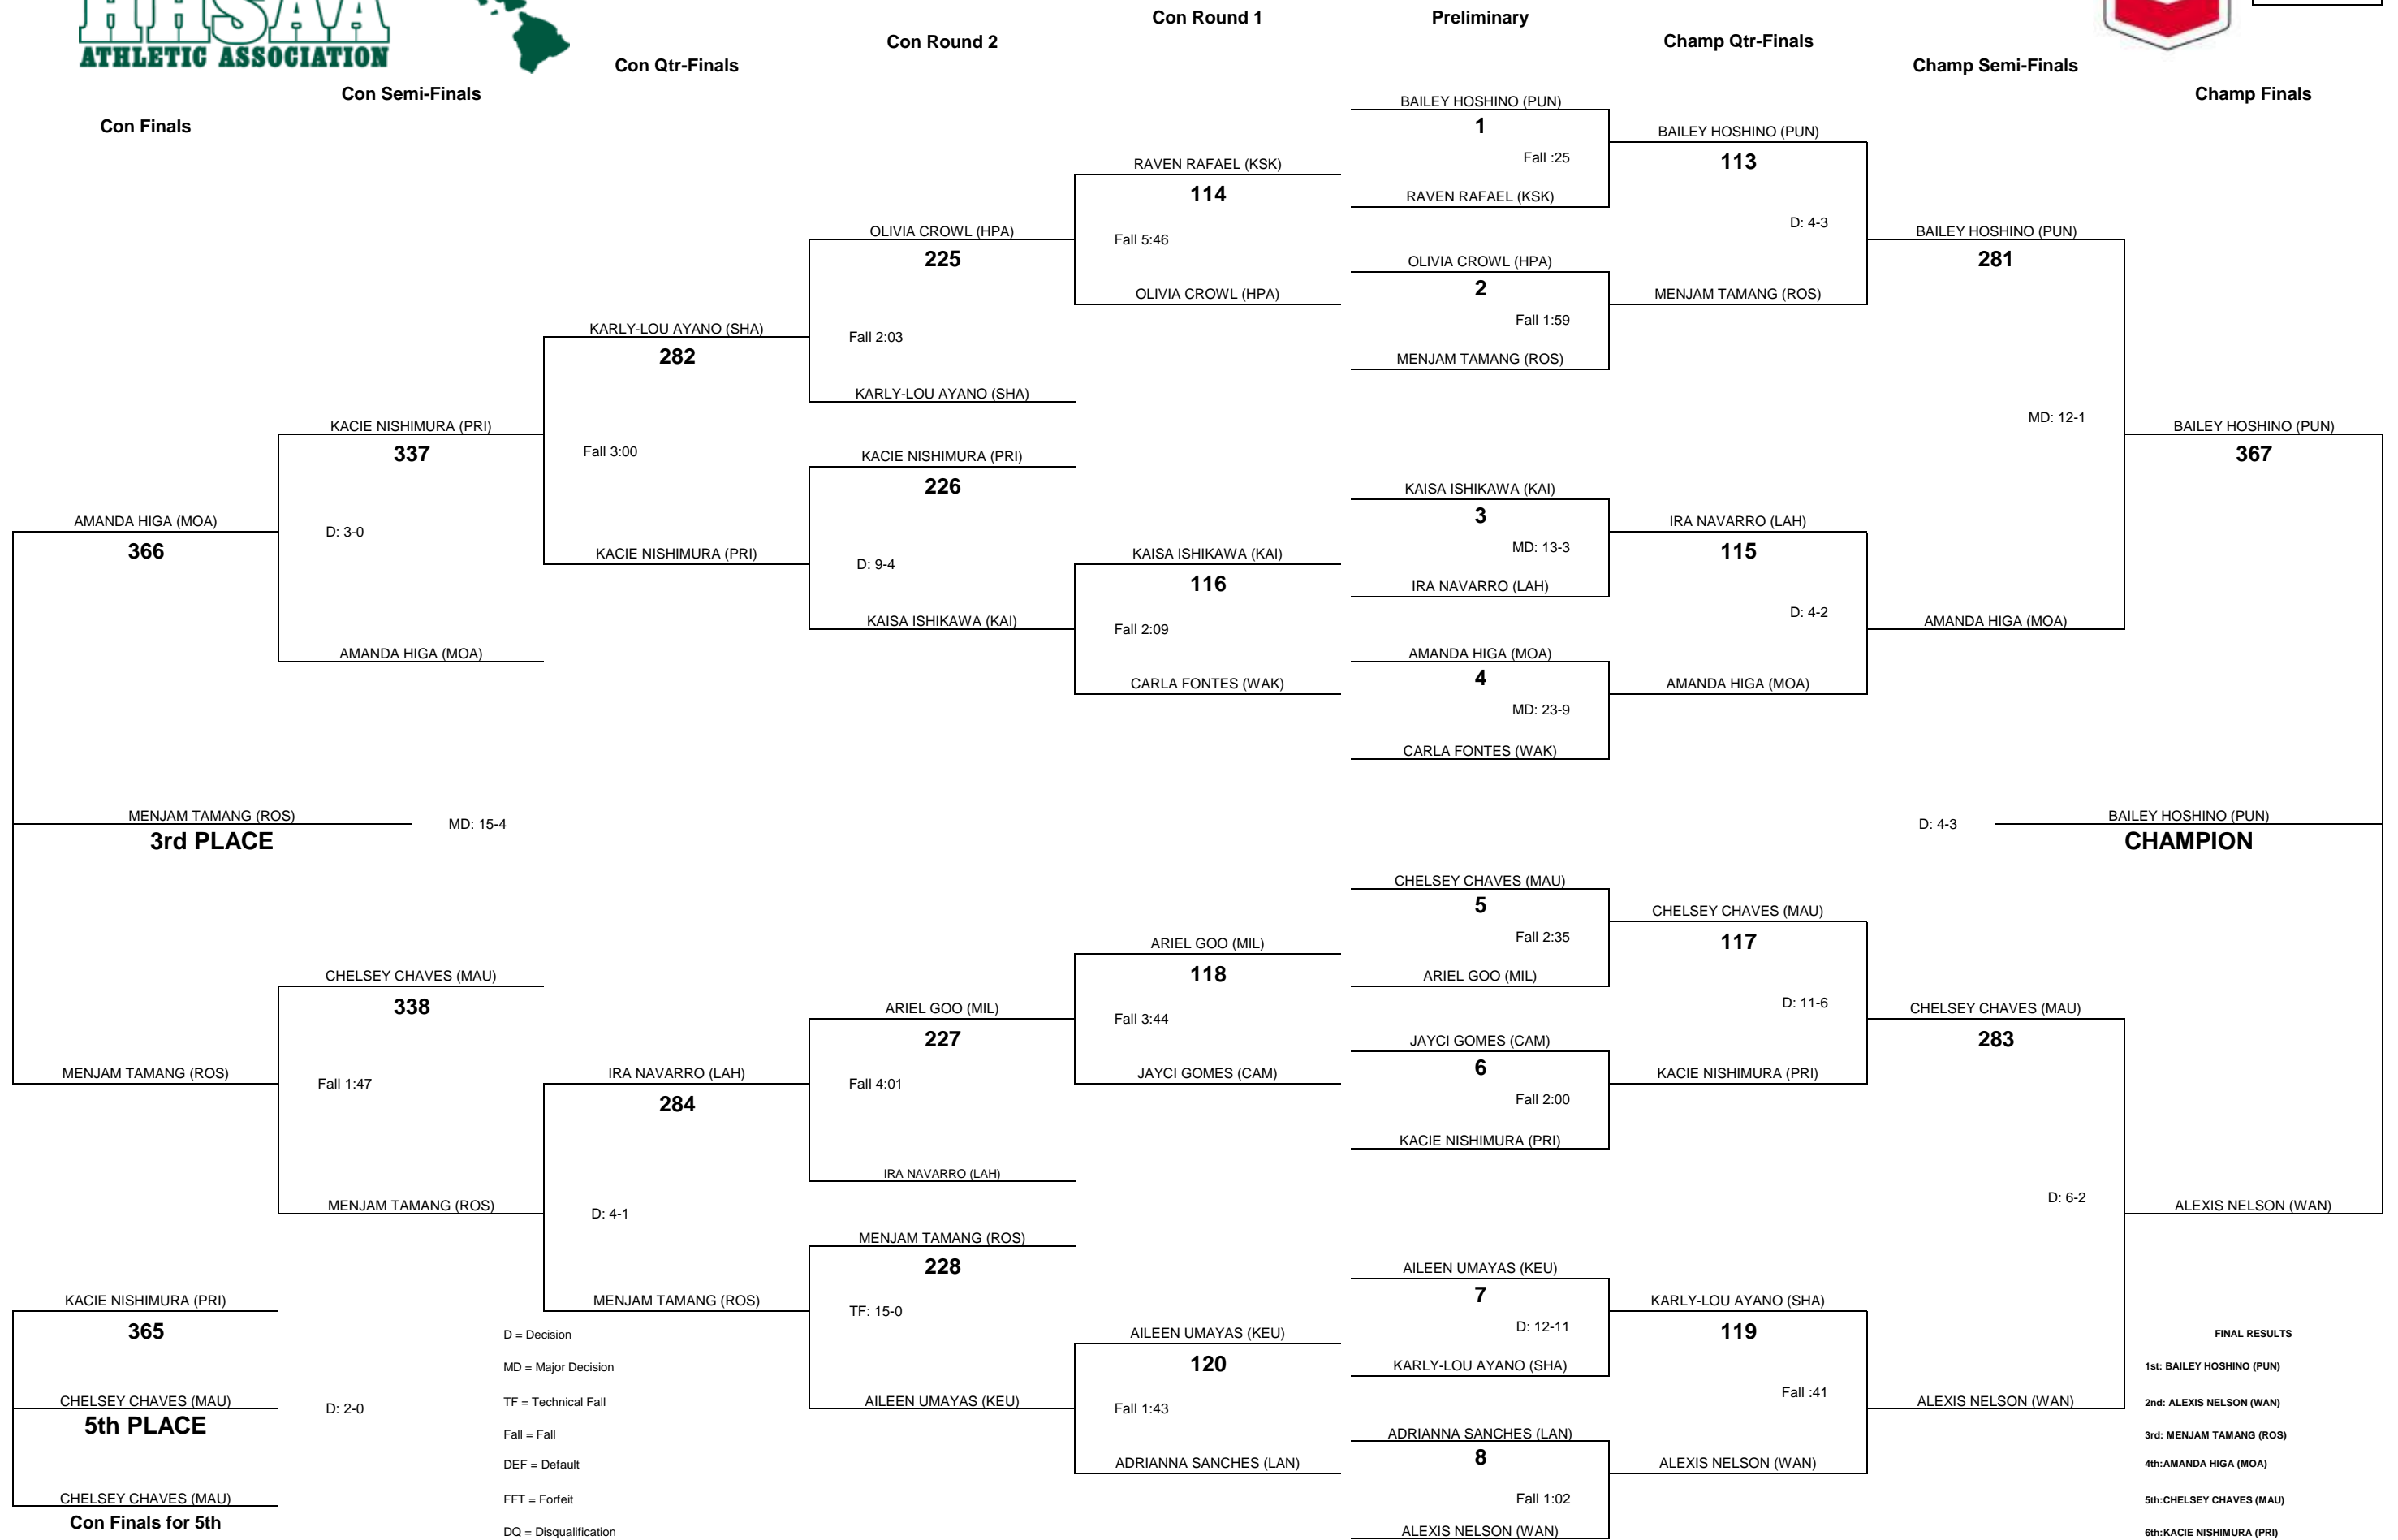 HHSAA
ATHLETIC ASSOCIATION
Con Round 1
Preliminary
Con Round 2
Champ Qtr-Finals
Con Qtr-Finals
Champ Semi-Finals
Con Semi-Finals
Champ Finals
Con Finals
BAILEY HOSHINO (PUN)
1
Fall :25
RAVEN RAFAEL (KSK)
OLIVIA CROWL (HPA)
2
Fall 1:59
MENJAM TAMANG (ROS)
KAISA ISHIKAWA (KAI)
3
MD: 13-3
IRA NAVARRO (LAH)
AMANDA HIGA (MOA)
4
MD: 23-9
CARLA FONTES (WAK)
CHELSEY CHAVES (MAU)
5
Fall 2:35
ARIEL GOO (MIL)
JAYCI GOMES (CAM)
6
Fall 2:00
KACIE NISHIMURA (PRI)
AILEEN UMAYAS (KEU)
7
D: 12-11
KARLY-LOU AYANO (SHA)
ADRIANNA SANCHES (LAN)
8
Fall 1:02
ALEXIS NELSON (WAN)
BAILEY HOSHINO (PUN)
113
D: 4-3
MENJAM TAMANG (ROS)
IRA NAVARRO (LAH)
115
D: 4-2
AMANDA HIGA (MOA)
CHELSEY CHAVES (MAU)
117
D: 11-6
KACIE NISHIMURA (PRI)
KARLY-LOU AYANO (SHA)
119
Fall :41
ALEXIS NELSON (WAN)
BAILEY HOSHINO (PUN)
281
MD: 12-1
AMANDA HIGA (MOA)
CHELSEY CHAVES (MAU)
283
D: 6-2
ALEXIS NELSON (WAN)
BAILEY HOSHINO (PUN)
367
D: 4-3
BAILEY HOSHINO (PUN)
CHAMPION
ALEXIS NELSON (WAN)
RAVEN RAFAEL (KSK)
114
Fall 5:46
OLIVIA CROWL (HPA)
KAISA ISHIKAWA (KAI)
116
Fall 2:09
CARLA FONTES (WAK)
ARIEL GOO (MIL)
118
Fall 3:44
JAYCI GOMES (CAM)
AILEEN UMAYAS (KEU)
120
Fall 1:43
ADRIANNA SANCHES (LAN)
OLIVIA CROWL (HPA)
225
Fall 2:03
KARLY-LOU AYANO (SHA)
KACIE NISHIMURA (PRI)
226
D: 9-4
KAISA ISHIKAWA (KAI)
ARIEL GOO (MIL)
227
Fall 4:01
IRA NAVARRO (LAH)
MENJAM TAMANG (ROS)
228
TF: 15-0
AILEEN UMAYAS (KEU)
KARLY-LOU AYANO (SHA)
282
Fall 3:00
KACIE NISHIMURA (PRI)
IRA NAVARRO (LAH)
284
D: 4-1
MENJAM TAMANG (ROS)
KACIE NISHIMURA (PRI)
337
D: 3-0
AMANDA HIGA (MOA)
CHELSEY CHAVES (MAU)
338
Fall 1:47
MENJAM TAMANG (ROS)
AMANDA HIGA (MOA)
366
MENJAM TAMANG (ROS)
3rd PLACE
MD: 15-4
MENJAM TAMANG (ROS)
KACIE NISHIMURA (PRI)
365
CHELSEY CHAVES (MAU)
5th PLACE
D: 2-0
CHELSEY CHAVES (MAU)
Con Finals for 5th
D = Decision
MD = Major Decision
TF = Technical Fall
Fall = Fall
DEF = Default
FFT = Forfeit
DQ = Disqualification
FINAL RESULTS
1st: BAILEY HOSHINO (PUN)
2nd: ALEXIS NELSON (WAN)
3rd: MENJAM TAMANG (ROS)
4th:AMANDA HIGA (MOA)
5th:CHELSEY CHAVES (MAU)
6th:KACIE NISHIMURA (PRI)